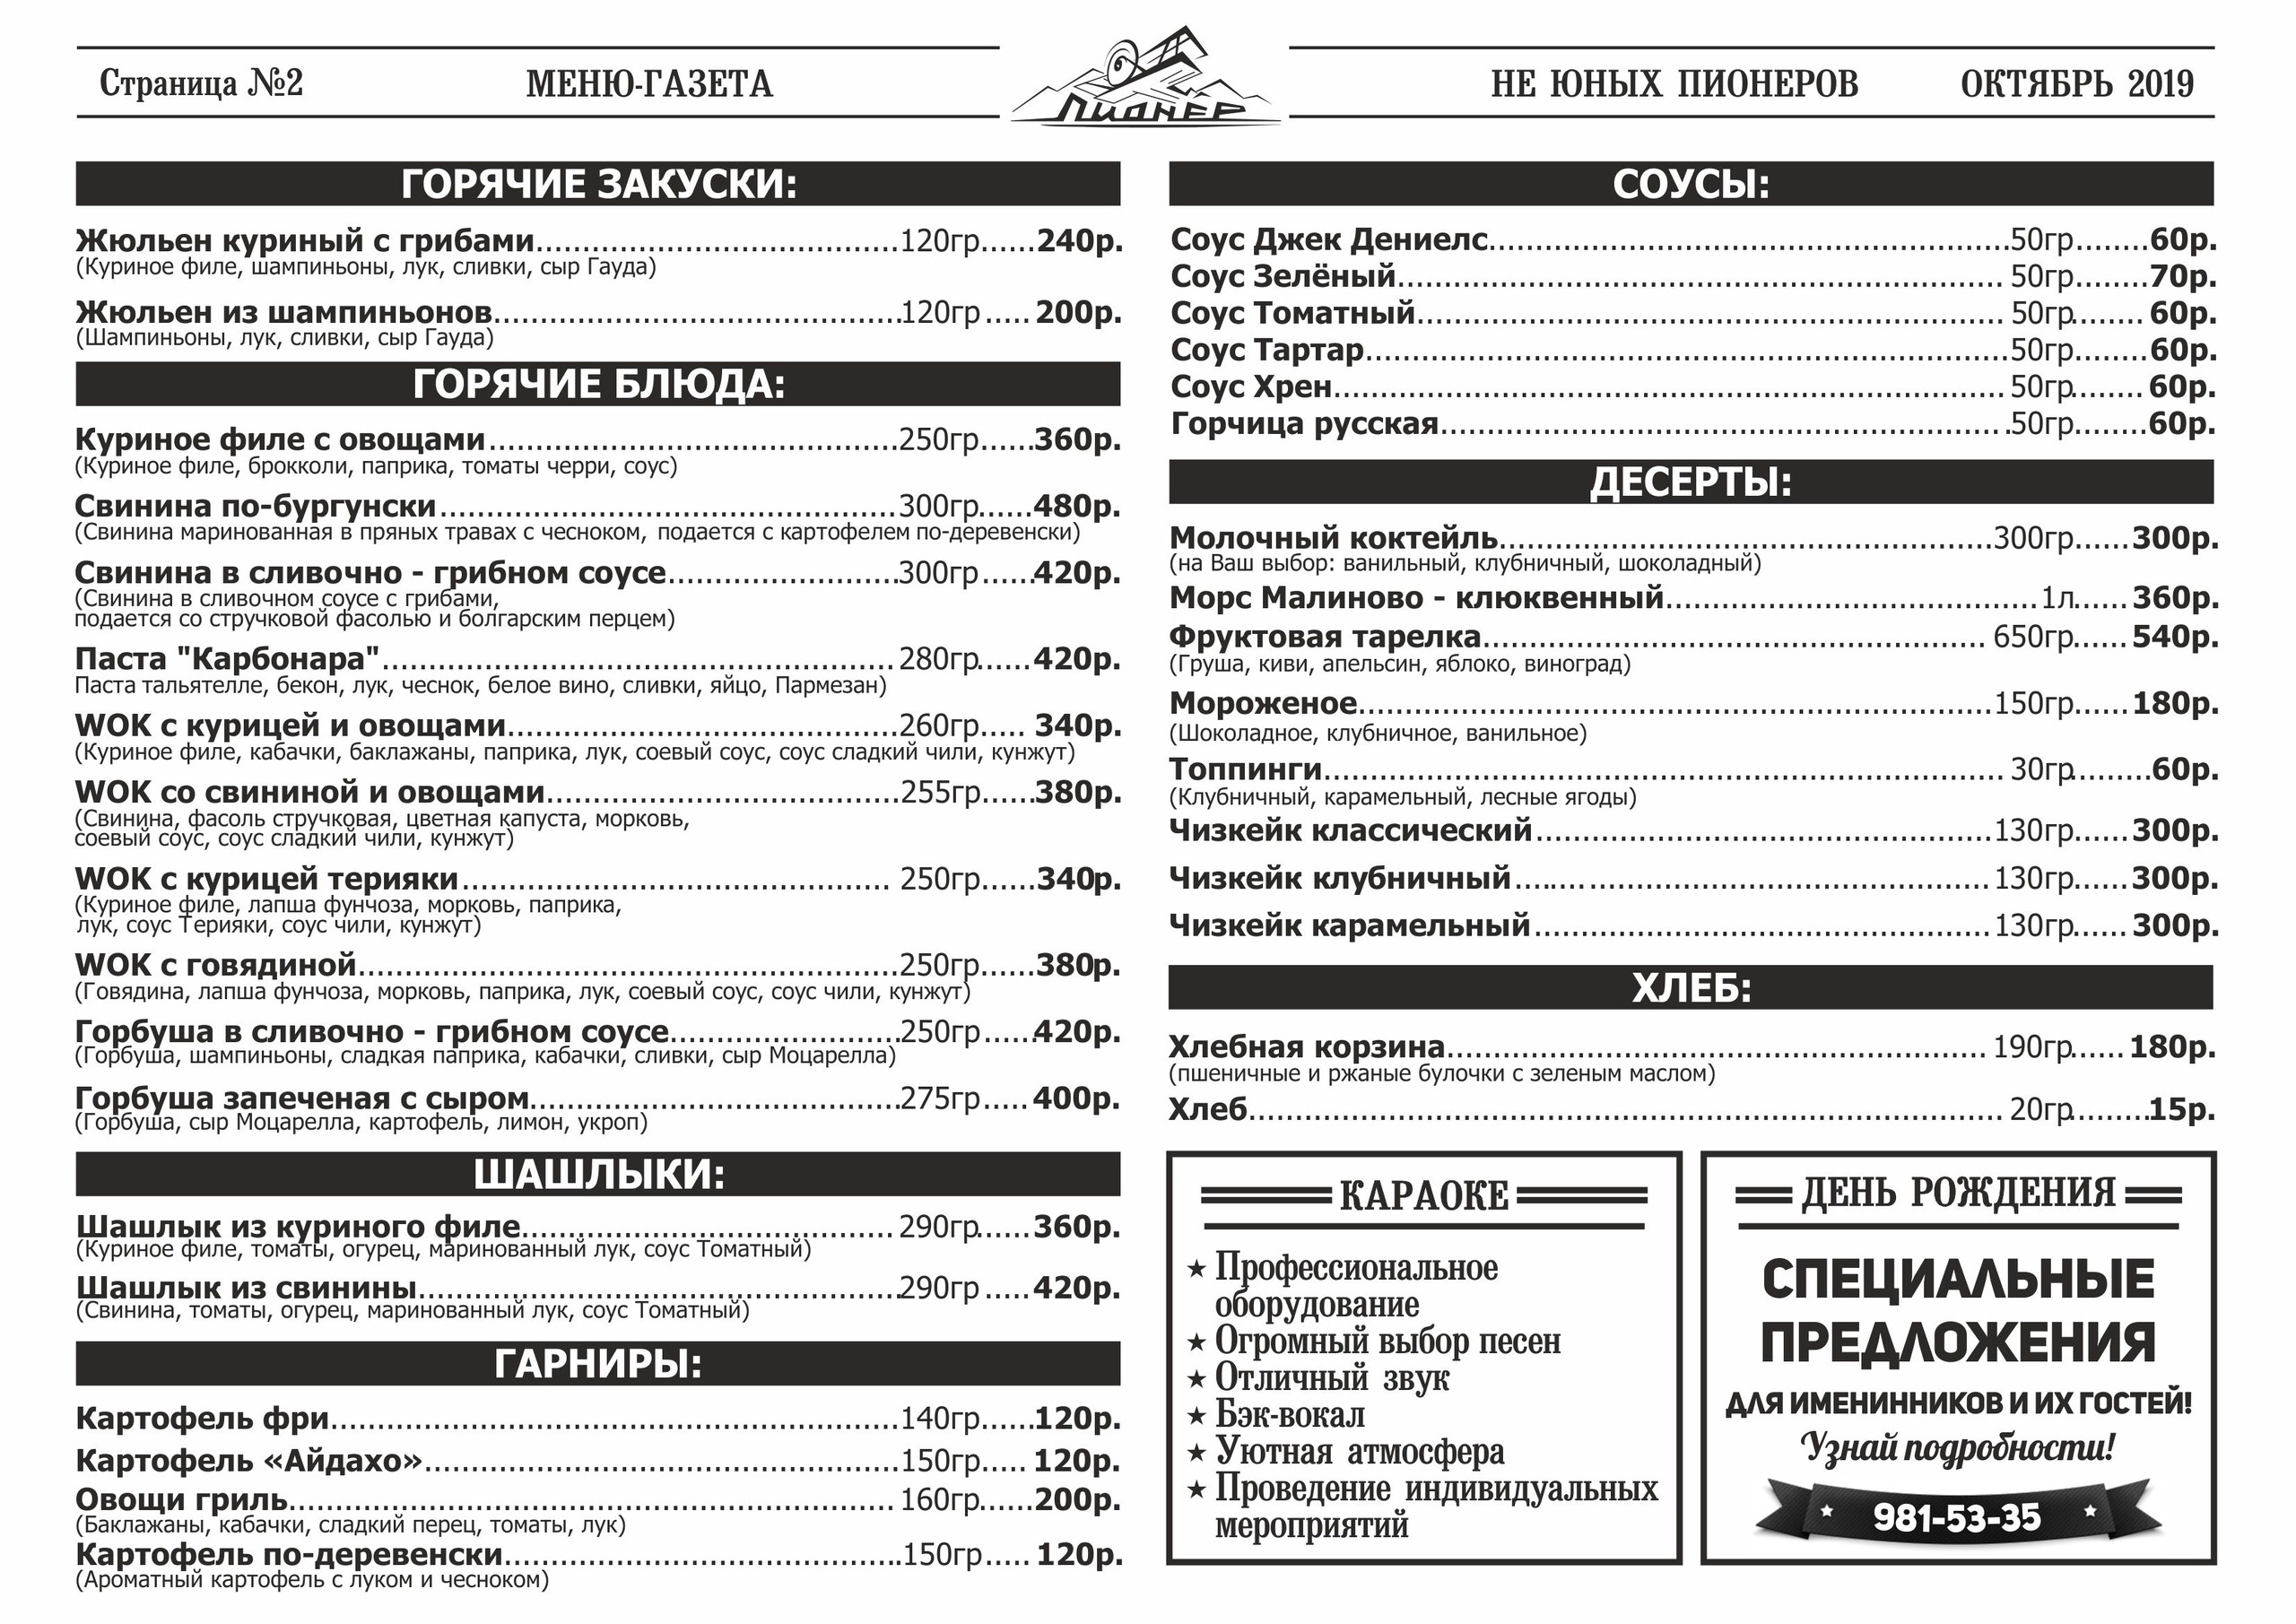 Страница №2 МЕНЮ-ГАЗЕТА
Пионер
НЕ ЮНЫХ ПИОНЕРОВ ОКТЯБРЬ 2019
ГОРЯЧИЕ ЗАКУСКИ:
Жюльен куриный с грибами......120гр......240р.
(Куриное филе, шампиньоны, лук, сливки, сыр Гауда)
Жюльен из шампиньонов......120гр..... 200р.
(Шампиньоны, лук, сливки, сыр Гауда)
ГОРЯЧИЕ БЛЮДА:
Куриное филе с овощами......250гр......360р.
(Куриное филе, брокколи, паприка, томаты черри, соус)
Свинина по-бургунски......300гр......480р.
(Свинина маринованная в пряных травах с чесноком, подается с картофелем по-деревенски)
Свинина в сливочно - грибном соусе......300гр......420р.
(Свинина в сливочном соусе с грибами,
подается со стручковой фасолью и болгарским перцем)
Паста "Карбонара"...... 280гр......420р.
Паста тальятелле, бекон, лук, чеснок, белое вино, сливки, яйцо, Пармезан)
WOK с курицей и овощами......260гр..... 340р.
(Куриное филе, кабачки, баклажаны, паприка, лук, соевый соус, соус сладкий чили, кунжут)
WOK со свининой и овощами......255гр......380р.
(Свинина, фасоль стручковая, цветная капуста, морковь,
соевый соус, соус сладкий чили, кунжут)
WOK с курицей терияки...... 250гр......340р.
(Куриное филе, лапша фунчоза, морковь, паприка,
лук, соус Терияки, соус чили, кунжут)
WOK с говядиной......250гр......380р.
(Говядина, лапша фунчоза, морковь, паприка, лук, соевый соус, соус чили, кунжут)
Горбуша в сливочно - грибном соусе......250гр......420р.
(Горбуша, шампиньоны, сладкая паприка, кабачки, сливки, сыр Моцарелла)
Горбуша запеченая с сыром......275гр..... 400р.
(Горбуша, сыр Моцарелла, картофель, лимон, укроп)
ШАШЛЫКИ:
Шашлык из куриного филе...... 290гр......360р.
(Куриное филе, томаты, огурец, маринованный лук, соус Томатный)
Шашлык из свинины......290гр.....420р.
(Свинина, томаты, огурец, маринованный лук, соус Томатный)
ГАРНИРЫ:
Картофель фри......140гр......120р.
Картофель «Айдахо»......150гр..... 120р.
Овощи гриль...... 160гр......200р.
(Баклажаны, кабачки, сладкий перец, томаты, лук)
Картофель по-деревенски......150гр..... 120р.
(Ароматный картофель с луком и чесноком)
СОУСЫ:
Соус Джек Дениелс......50гр........60р.
Соус Зелёный...... 50гр........70р.
Соус Томатный...... 50гр........ 60р.
Соус Тартар......50гр........60р.
Соус Хрен...... 50гр........ 60р.
Горчица русская......50гр........60р.
ДЕСЕРТЫ:
Молочный коктейль......300гр......300р.
(на Ваш выбор: ванильный, клубничный, шоколадный)
Морс Малиново - клюквенный......1л...... 360р.
Фруктовая тарелка...... 650гр...... 540р.
(Груша, киви, апельсин, яблоко, виноград)
Мороженое......150гр......180р.
(Шоколадное, клубничное, ванильное)
Топпинги...... 30гр.........60р.
(Клубничный, карамельный, лесные ягоды)
Чизкейк классический......130гр......300р.
Чизкейк клубничный......130гр......300р.
Чизкейк карамельный......130гр...... 300р.
ХЛЕБ:
Хлебная корзина...... 190гр...... 180р.
(пшеничные и ржаные булочки с зеленым маслом)
Хлеб...... 20гр.........15р.
КАРАОКЕ
★ Профессиональное
оборудование
★ Огромный выбор песен
★ Отличный звук
★ Бэк-вокал
★ Уютная атмосфера
★ Проведение индивидуальных
мероприятий
ДЕНЬ РОЖДЕНИЯ
СПЕЦИАЛЬНЫЕ
ПРЕДЛОЖЕНИЯ
ДЛЯ ИМЕНИННИКОВ И ИХ ГОСТЕЙ!
Узнай подробности!
981-53-35